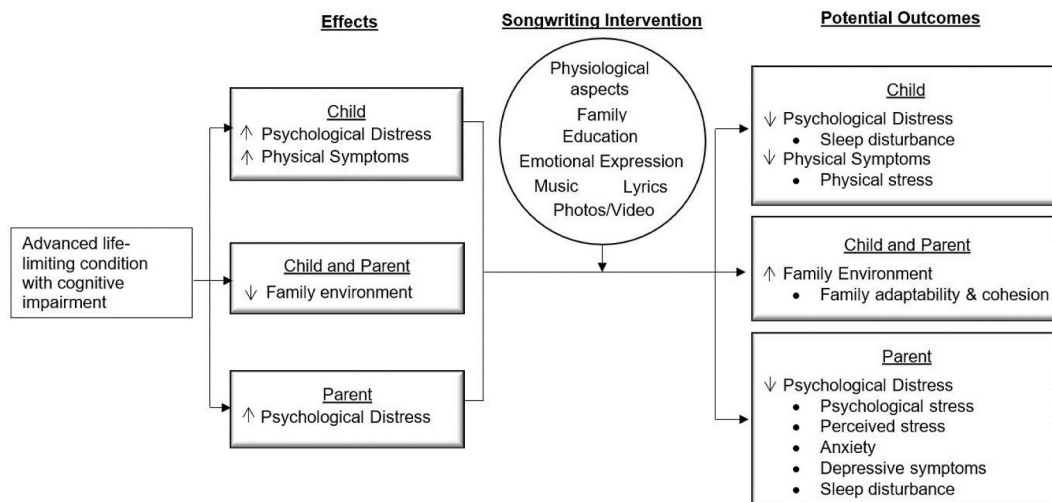 Effects
Songwriting Intervention
Potential Outcomes
Advanced life-
limiting condition
with cognitive
impairment
Child
↑ Psychological Distress
↑ Physical Symptoms
Child and Parent
↓ Family environment
Parent
↑ Psychological Distress
Physiological
aspects
Family
Education
Emotional Expression
Music Lyrics
Photos/Video
Child
↓ Psychological Distress
• Sleep disturbance
↓ Physical Symptoms
• Physical stress
Child and Parent
↑ Family Environment
• Family adaptability & cohesion
Parent
↓ Psychological Distress
• Psychological stress
• Perceived stress
• Anxiety
• Depressive symptoms
• Sleep disturbance